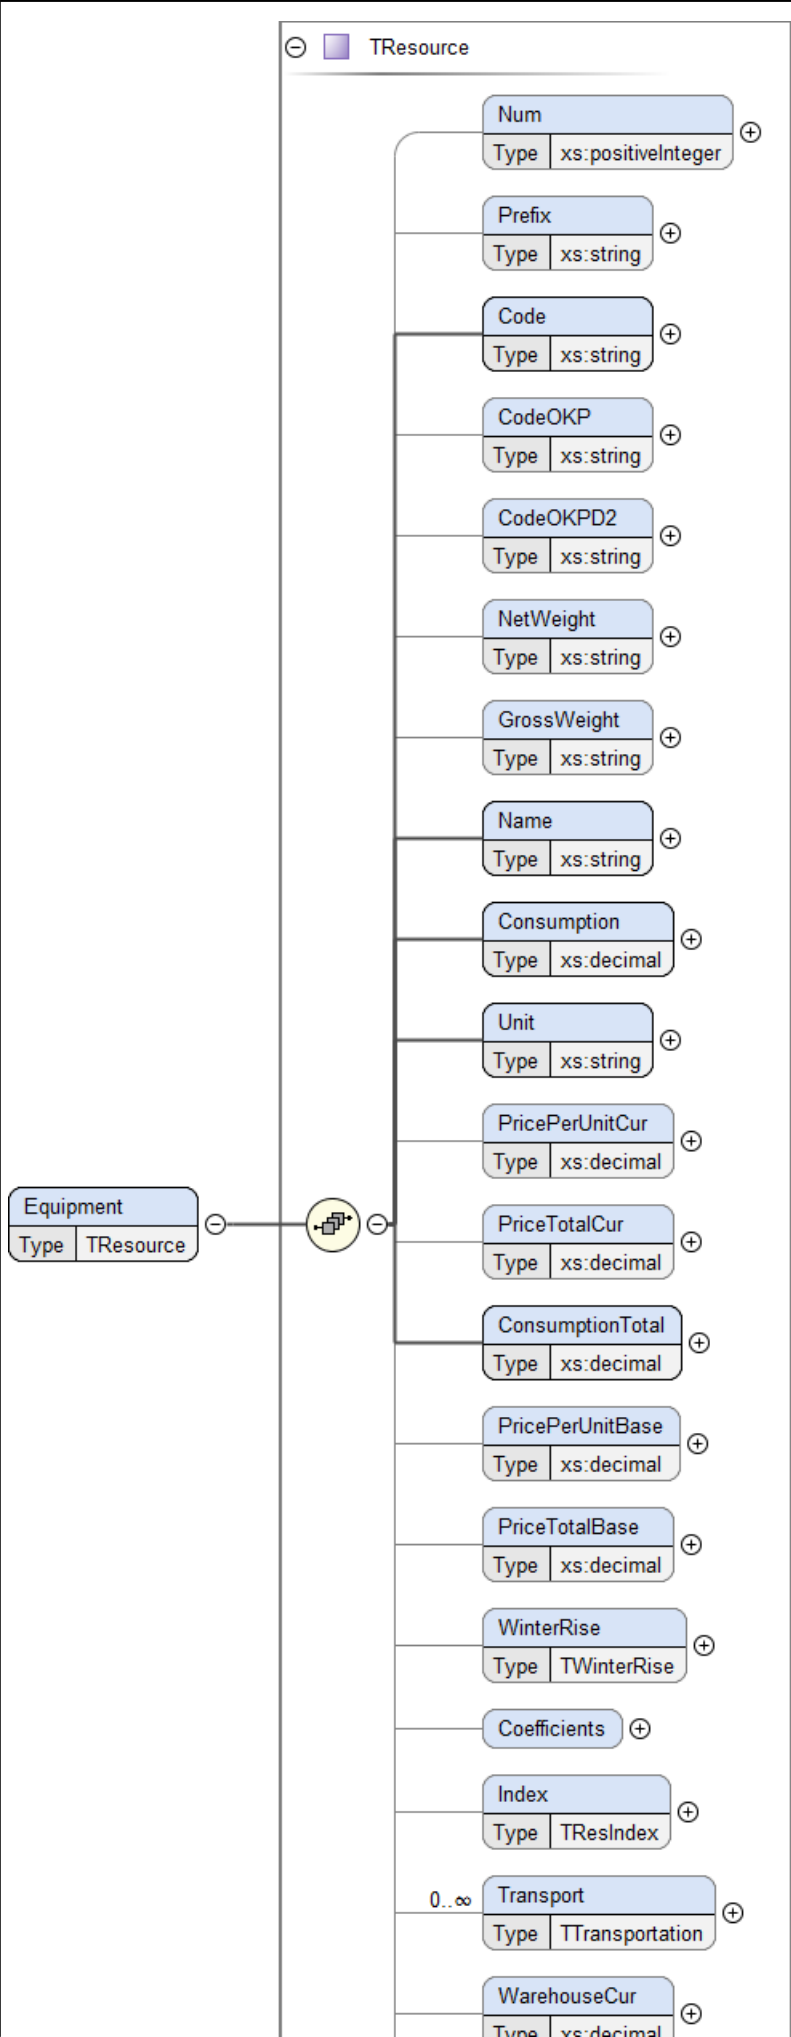 TResource
Num
Type xs:positiveInteger
Prefix
Type xs:string
Code
Type xs:string
CodeOKP
Type xs:string
CodeOKPD2
Type xs:string
NetWeight
Type xs:string
GrossWeight
Type xs:string
Name
Type xs:string
Consumption
Type xs:decimal
Unit
Type xs:string
PricePerUnitCur
Type xs:decimal
Equipment
Type TResource
PriceTotalCur
Type xs:decimal
ConsumptionTotal
Type xs:decimal
PricePerUnitBase
Type xs:decimal
PriceTotalBase
Type xs:decimal
WinterRise
Type TWinterRise
Coefficients
Index
Type TResIndex
0..∞
Transport
Type TTransportation
WarehouseCur
Type xs:decimal